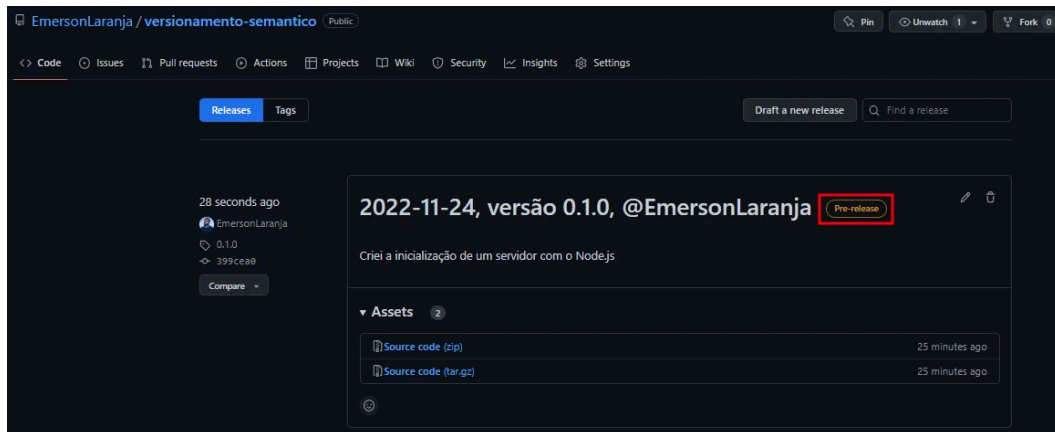 EmersonLaranja / versionamento-semantico Public
Pin
Unwatch 1
Fork 0
<> Code
Issues
Pull requests
Actions
Projects
Wiki
Security
Insights
Settings
Releases
Tags
Draft a new release
Find a release
28 seconds ago
EmersonLaranja
0.1.0
399cea0
Compare
2022-11-24, versão 0.1.0, @EmersonLaranja Pre-release
Criei a inicialização de um servidor com o Node.js
Assets 2
Source code (zip) 25 minutes ago
Source code (tar.gz) 25 minutes ago